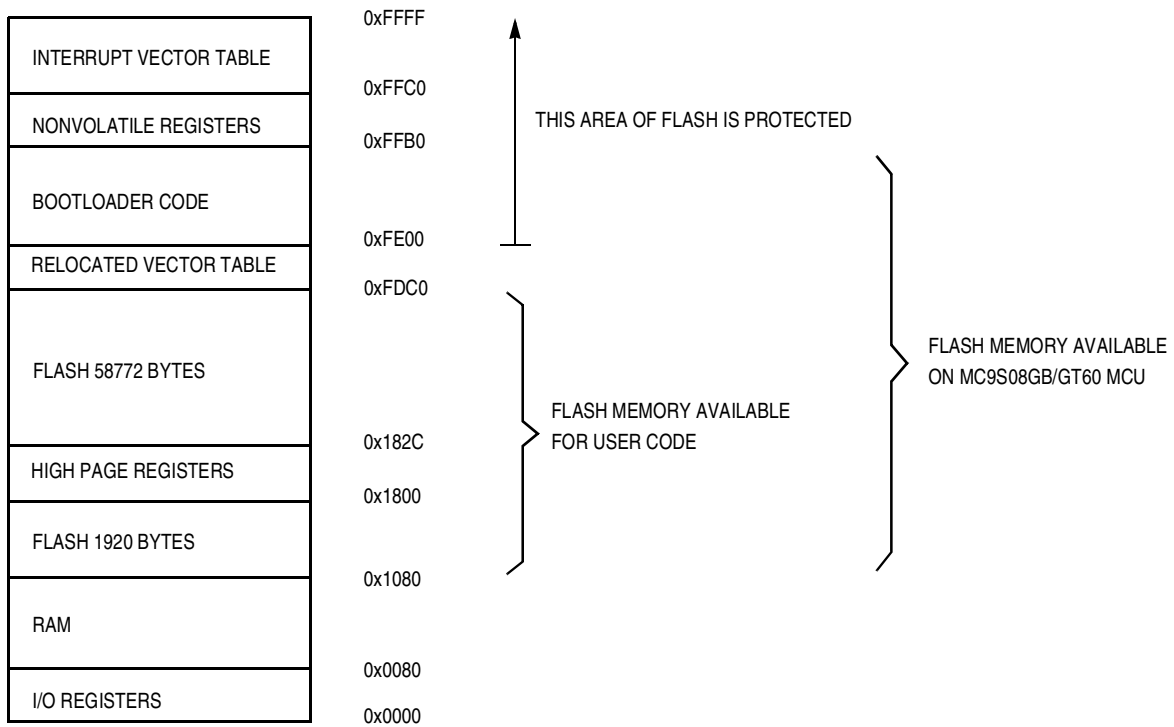 0xFFFF
INTERRUPT VECTOR TABLE
0xFFC0
THIS AREA OF FLASH IS PROTECTED
NONVOLATILE REGISTERS
0xFFB0
BOOTLOADER CODE
0xFE00
RELOCATED VECTOR TABLE
0xFDC0
FLASH MEMORY AVAILABLE
ON MC9S08GB/GT60 MCU
FLASH 58772 BYTES
FLASH MEMORY AVAILABLE
FOR USER CODE
0x182C
HIGH PAGE REGISTERS
0x1800
FLASH 1920 BYTES
0x1080
RAM
0x0080
I/O REGISTERS
0x0000